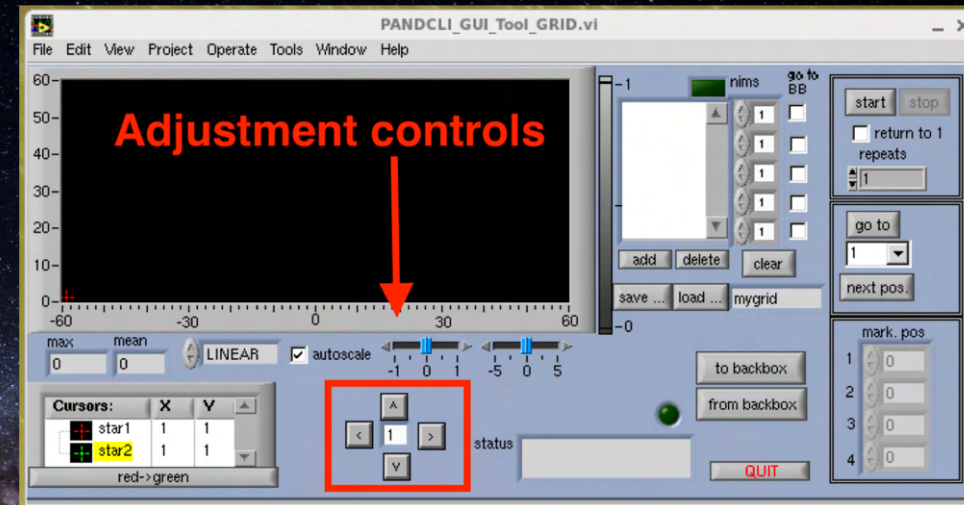 PANDCLI_GUI_Tool_GRID.vi
File Edit View Project Operate Tools Window Help
60
50
40
30
20
10
0
-60 -30 0 30 60
Adjustment controls
1
0
nims
go to BB
1
1
1
1
1
add delete clear
save ... load ... mygrid
start stop
return to 1
repeats
1
go to
1
next pos.
mark. pos
1 0
2 0
3 0
4 0
max mean
0 0
LINEAR
autoscale
-1 0 1
-5 0 5
Cursors: X Y
star1 1 1
star2 1 1
red->green
^
< 1 >
v
status
to backbox
from backbox
QUIT